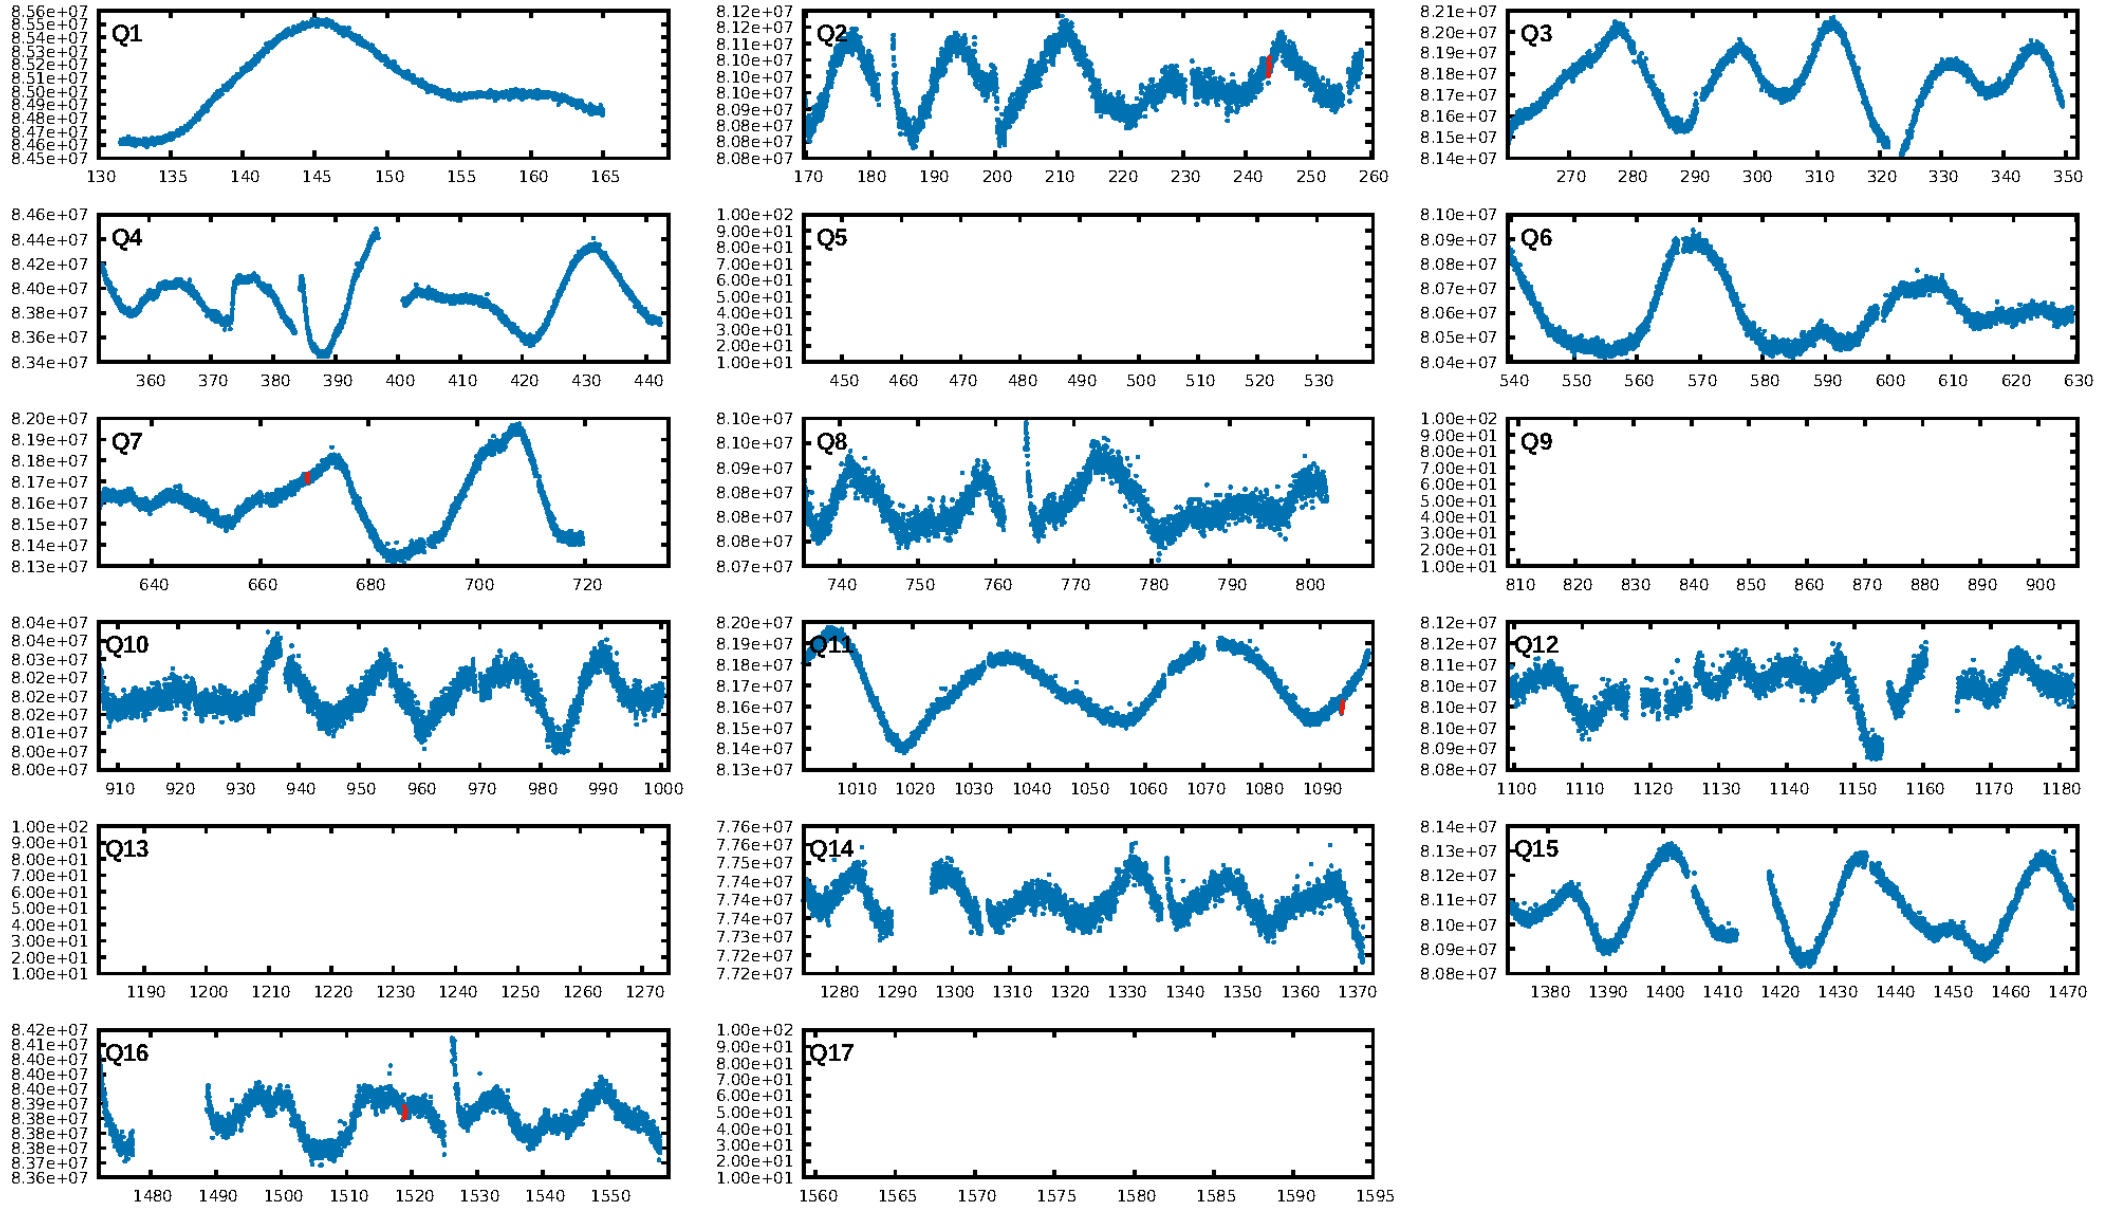 8.56e+07
8.55e+07
8.54e+07
8.53e+07
8.52e+07
8.51e+07
8.50e+07
8.49e+07
8.48e+07
8.47e+07
8.46e+07
8.45e+07
Q1
130 135 140 145 150 155 160 165
8.12e+07
8.12e+07
8.11e+07
8.10e+07
8.10e+07
8.10e+07
8.09e+07
8.08e+07
8.08e+07
8.08e+07
Q2
170 180 190 200 210 220 230 240 250 260
8.21e+07
8.20e+07
8.19e+07
8.18e+07
8.17e+07
8.16e+07
8.15e+07
8.14e+07
Q3
270 280 290 300 310 320 330 340 350
8.46e+07
8.44e+07
8.42e+07
8.40e+07
8.38e+07
8.36e+07
8.34e+07
Q4
360 370 380 390 400 410 420 430 440
1.00e+02
9.00e+01
8.00e+01
7.00e+01
6.00e+01
5.00e+01
4.00e+01
3.00e+01
2.00e+01
1.00e+01
Q5
450 460 470 480 490 500 510 520 530
8.10e+07
8.09e+07
8.08e+07
8.07e+07
8.06e+07
8.05e+07
8.04e+07
Q6
540 550 560 570 580 590 600 610 620 630
8.20e+07
8.19e+07
8.18e+07
8.17e+07
8.16e+07
8.15e+07
8.14e+07
8.13e+07
Q7
640 660 680 700 720
8.10e+07
8.10e+07
8.09e+07
8.08e+07
8.08e+07
8.08e+07
8.07e+07
Q8
740 750 760 770 780 790 800
1.00e+02
9.00e+01
8.00e+01
7.00e+01
6.00e+01
5.00e+01
4.00e+01
3.00e+01
2.00e+01
1.00e+01
Q9
810 820 830 840 850 860 870 880 890 900
8.04e+07
8.04e+07
8.03e+07
8.02e+07
8.02e+07
8.02e+07
8.01e+07
8.00e+07
8.00e+07
Q10
910 920 930 940 950 960 970 980 990 1000
8.20e+07
8.19e+07
8.18e+07
8.17e+07
8.16e+07
8.15e+07
8.14e+07
8.13e+07
Q11
1010 1020 1030 1040 1050 1060 1070 1080 1090
8.12e+07
8.12e+07
8.11e+07
8.10e+07
8.10e+07
8.10e+07
8.09e+07
8.08e+07
Q12
1100 1110 1120 1130 1140 1150 1160 1170 1180
1.00e+02
9.00e+01
8.00e+01
7.00e+01
6.00e+01
5.00e+01
4.00e+01
3.00e+01
2.00e+01
1.00e+01
Q13
1190 1200 1210 1220 1230 1240 1250 1260 1270
7.76e+07
7.76e+07
7.75e+07
7.74e+07
7.74e+07
7.74e+07
7.73e+07
7.72e+07
7.72e+07
Q14
1280 1290 1300 1310 1320 1330 1340 1350 1360 1370
8.14e+07
8.13e+07
8.12e+07
8.11e+07
8.10e+07
8.09e+07
8.08e+07
Q15
1380 1390 1400 1410 1420 1430 1440 1450 1460 1470
8.42e+07
8.41e+07
8.40e+07
8.40e+07
8.40e+07
8.39e+07
8.38e+07
8.38e+07
8.38e+07
8.37e+07
8.36e+07
Q16
1480 1490 1500 1510 1520 1530 1540 1550
1.00e+02
9.00e+01
8.00e+01
7.00e+01
6.00e+01
5.00e+01
4.00e+01
3.00e+01
2.00e+01
1.00e+01
Q17
1560 1565 1570 1575 1580 1585 1590 1595